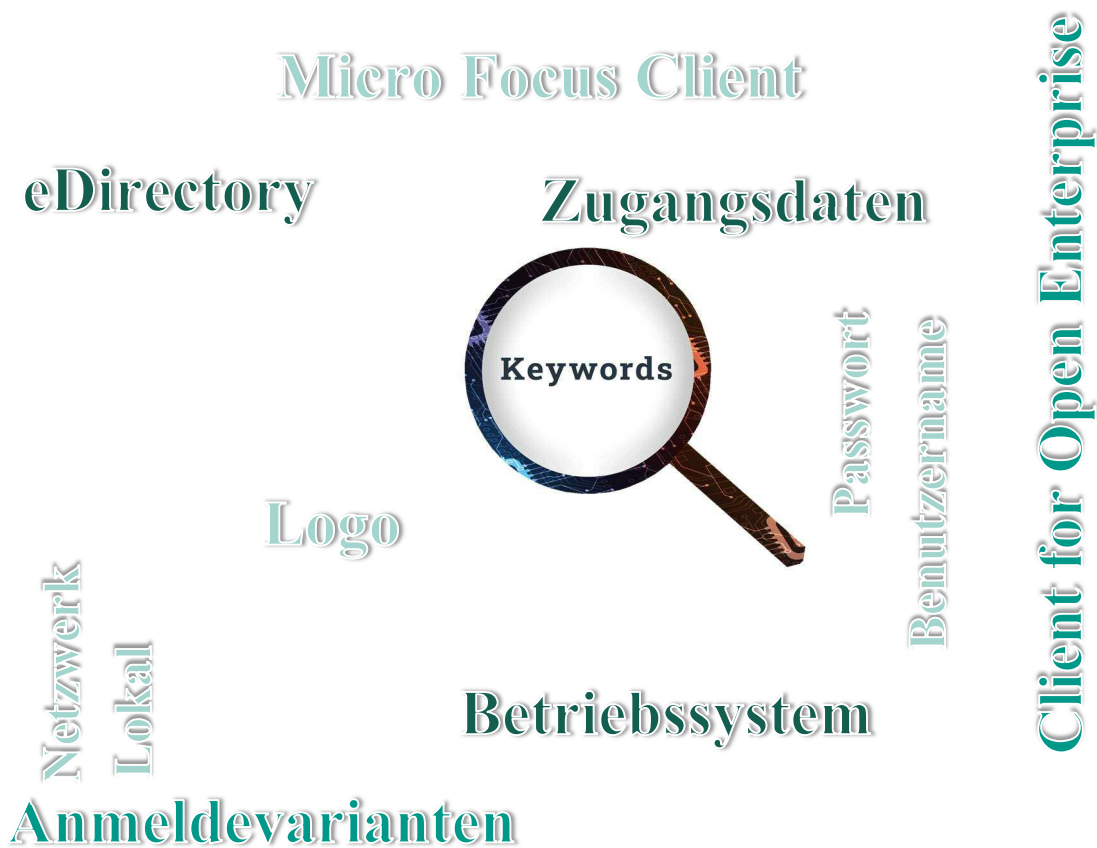 Micro Focus Client
eDirectory
Zugangsdaten
Keywords
Passwort
Benutzername
Client for Open Enterprise
Logo
Netzwerk
Lokal
Betriebssystem
Anmeldevarianten